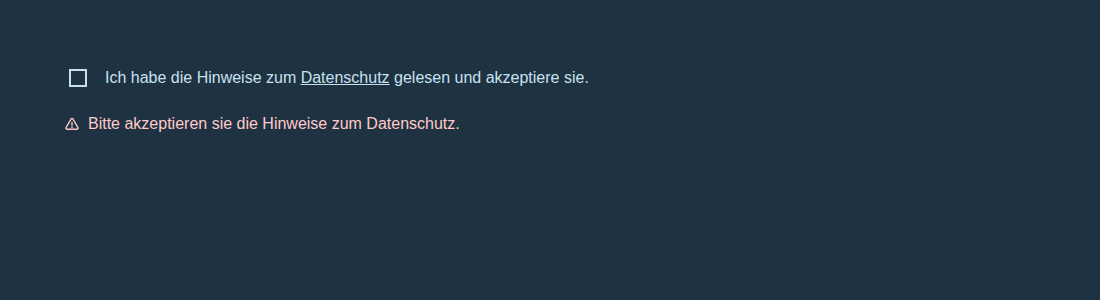 Ich habe die Hinweise zum Datenschutz gelesen und akzeptiere sie.
Bitte akzeptieren sie die Hinweise zum Datenschutz.